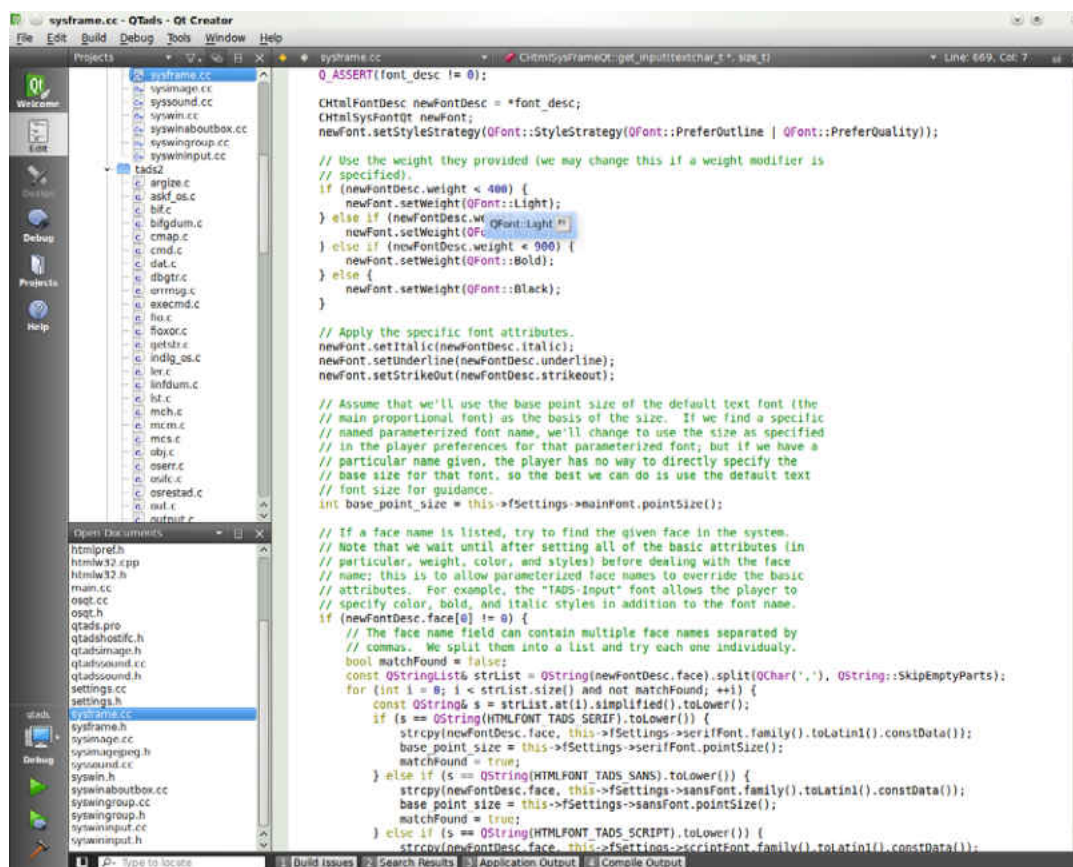 sysframe.cc - QTads - Qt Creator
File Edit Build Debug Tools Window Help
Projects
sysframe.cc
CHtmlSysFrameQt::get_input(textchar_t *, size_t)
Line: 669, Col: 7
Welcome
Edit
Design
Debug
Projects
Help
qtads
Debug
sysframe.cc
sysimage.cc
syssound.cc
syswin.cc
syswinaboutbox.cc
syswingroup.cc
syswininput.cc
tads2
argize.c
askf_os.c
bif.c
bifgdum.c
cmap.c
cmd.c
dat.c
dbgtr.c
errmsg.c
execmd.c
fio.c
floxor.c
getstr.c
indlg_os.c
ler.c
linfdum.c
lst.c
mch.c
mcm.c
mcs.c
obj.c
oserr.c
osifc.c
osrestad.c
out.c
output.c
Open Documents
htmlpref.h
htmlw32.cpp
htmlw32.h
main.cc
osqt.cc
osqt.h
qtads.pro
qtadshostifc.h
qtadsimage.h
qtadssound.cc
qtadssound.h
settings.cc
settings.h
sysframe.cc
sysframe.h
sysimage.cc
sysimagejpeg.h
syssound.cc
syswin.h
syswinaboutbox.cc
syswingroup.cc
syswingroup.h
syswininput.cc
syswininput.h
Q_ASSERT(font_desc != 0);
CHtmlFontDesc newFontDesc = *font_desc;
CHtmlSysFontQt newFont;
newFont.setStyleStrategy(QFont::StyleStrategy(QFont::PreferOutline | QFont::PreferQuality));
// Use the weight they provided (we may change this if a weight modifier is
// specified).
if (newFontDesc.weight < 400) {
newFont.setWeight(QFont::Light);
} else if (newFontDesc.we
QFont::Light
newFont.setWeight(QFo
} else if (newFontDesc.weight < 900) {
newFont.setWeight(QFont::Bold);
} else {
newFont.setWeight(QFont::Black);
}
// Apply the specific font attributes.
newFont.setItalic(newFontDesc.italic);
newFont.setUnderline(newFontDesc.underline);
newFont.setStrikeOut(newFontDesc.strikeout);
// Assume that we'll use the base point size of the default text font (the
// main proportional font) as the basis of the size. If we find a specific
// named parameterized font name, we'll change to use the size as specified
// in the player preferences for that parameterized font; but if we have a
// particular name given, the player has no way to directly specify the
// base size for that font, so the best we can do is use the default text
// font size for guidance.
int base_point_size = this->fSettings->mainFont.pointSize();
// If a face name is listed, try to find the given face in the system.
// Note that we wait until after setting all of the basic attributes (in
// particular, weight, color, and styles) before dealing with the face
// name; this is to allow parameterized face names to override the basic
// attributes. For example, the "TADS-Input" font allows the player to
// specify color, bold, and italic styles in addition to the font name.
if (newFontDesc.face[0] != 0) {
// The face name field can contain multiple face names separated by
// commas. We split them into a list and try each one individualy.
bool matchFound = false;
const QStringList& strList = QString(newFontDesc.face).split(QChar(','), QString::SkipEmptyParts);
for (int i = 0; i < strList.size() and not matchFound; ++i) {
const QString& s = strList.at(i).simplified().toLower();
if (s == QString(HTMLFONT_TADS_SERIF).toLower()) {
strcpy(newFontDesc.face, this->fSettings->serifFont.family().toLatin1().constData());
base_point_size = this->fSettings->serifFont.pointSize();
matchFound = true;
} else if (s == QString(HTMLFONT_TADS_SANS).toLower()) {
strcpy(newFontDesc.face, this->fSettings->sansFont.family().toLatin1().constData());
base_point_size = this->fSettings->sansFont.pointSize();
matchFound = true;
} else if (s == QString(HTMLFONT_TADS_SCRIPT).toLower()) {
strcpy(newFontDesc.face, this->fSettings->scriptFont.family().toLatin1().constData());
Type to locate
1 Build Issues 2 Search Results 3 Application Output 4 Compile Output